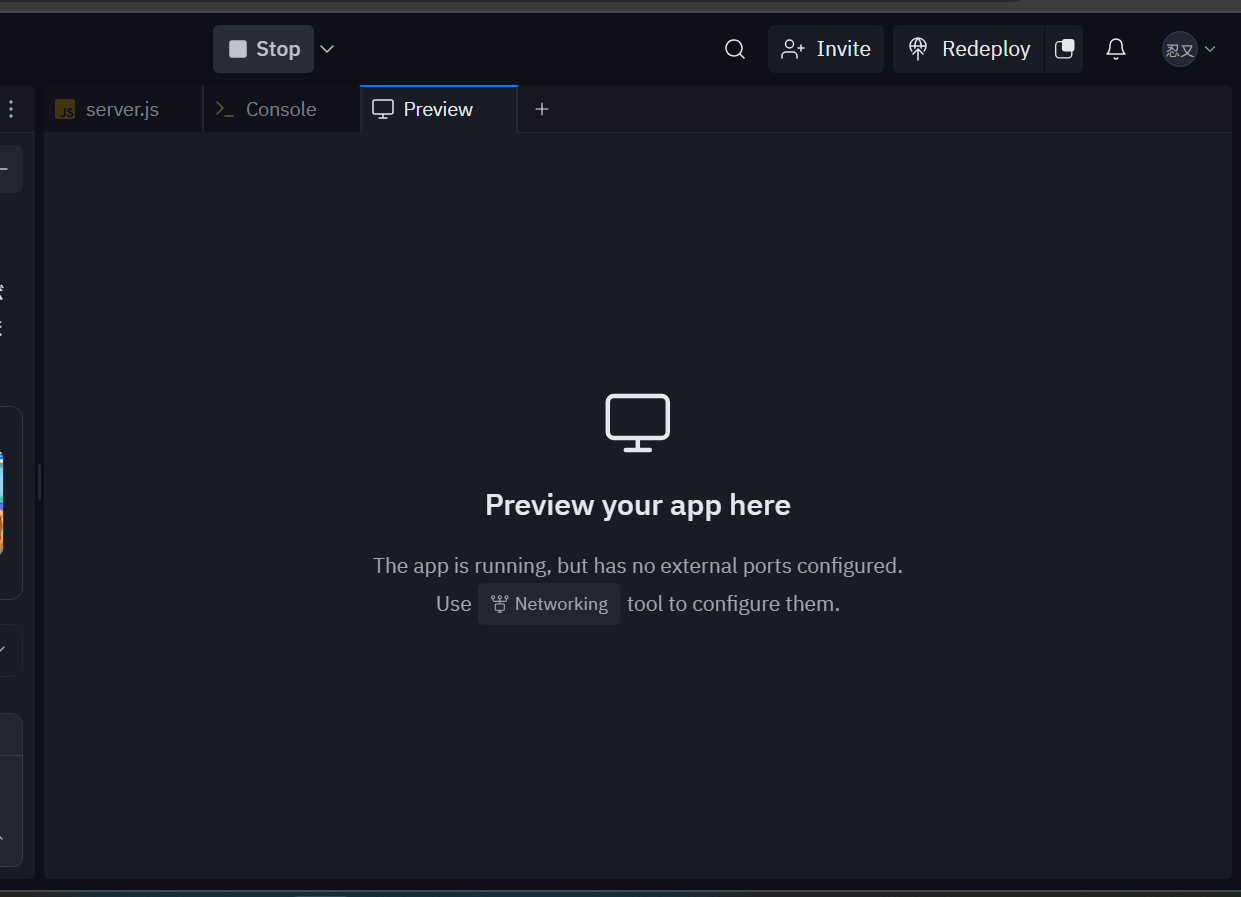 Stop
Invite
Redeploy
忍又
JS server.js
Console
Preview
Preview your app here
The app is running, but has no external ports configured.
Use Networking tool to configure them.